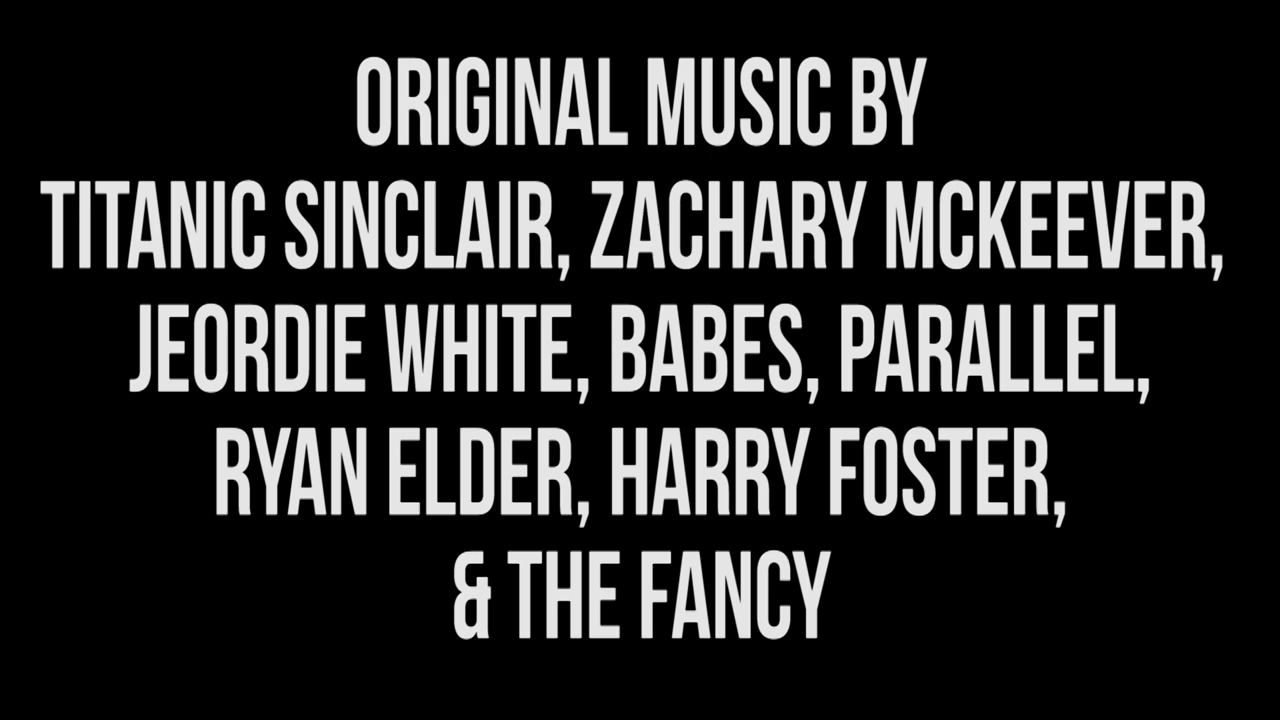 ORIGINAL MUSIC BY
TITANIC SINCLAIR, ZACHARY MCKEEVER,
JEORDIE WHITE, BABES, PARALLEL,
RYAN ELDER, HARRY FOSTER,
& THE FANCY